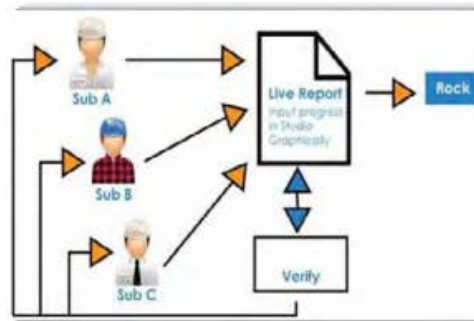 Sub A
Live Report
Input progress
in Studio
Graphically
Rock
Sub B
Verify
Sub C